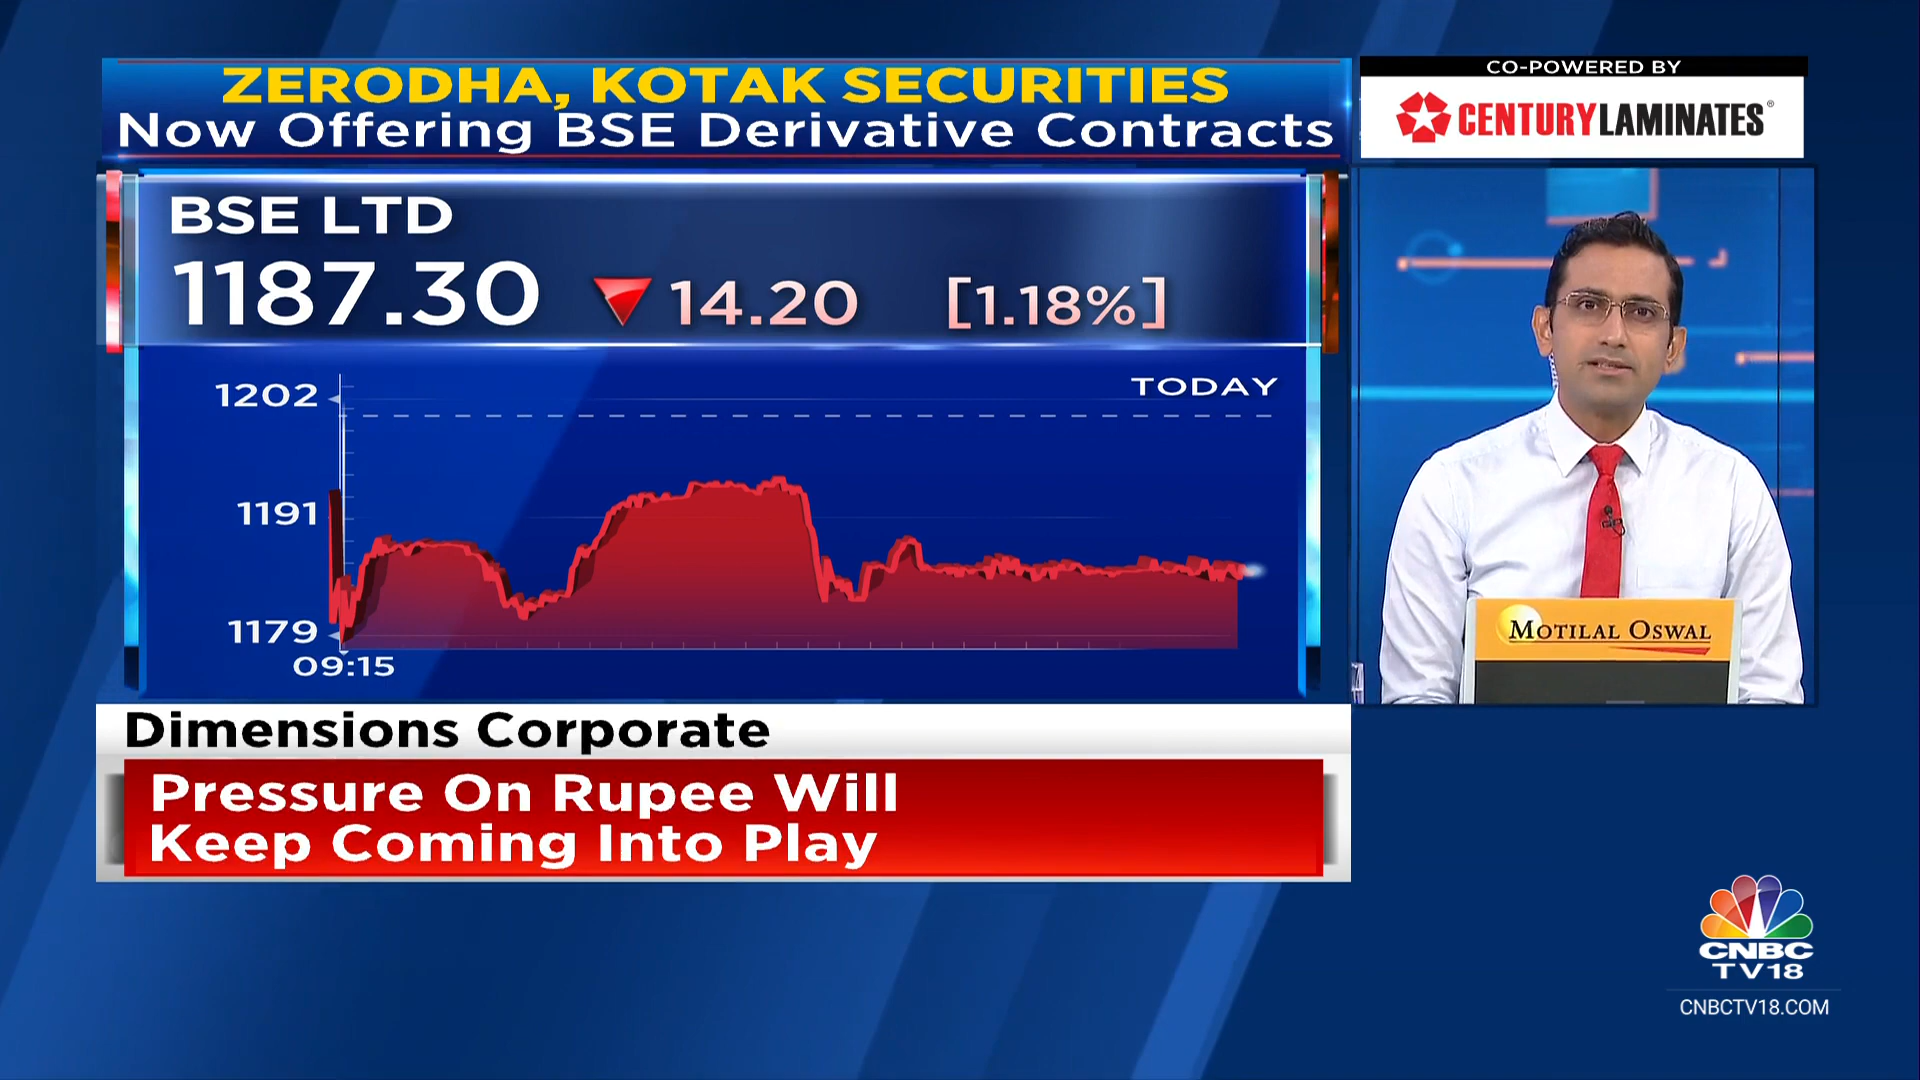 ZERODHA, KOTAK SECURITIES
Now Offering BSE Derivative Contracts
CO-POWERED BY
CENTURYLAMINATES®
BSE LTD
1187.30 ▼ 14.20 [1.18%]
TODAY
1202
1191
1179
09:15
MOTILAL OSWAL
Dimensions Corporate
Pressure On Rupee Will
Keep Coming Into Play
CNBC
TV18
CNBCTV18.COM